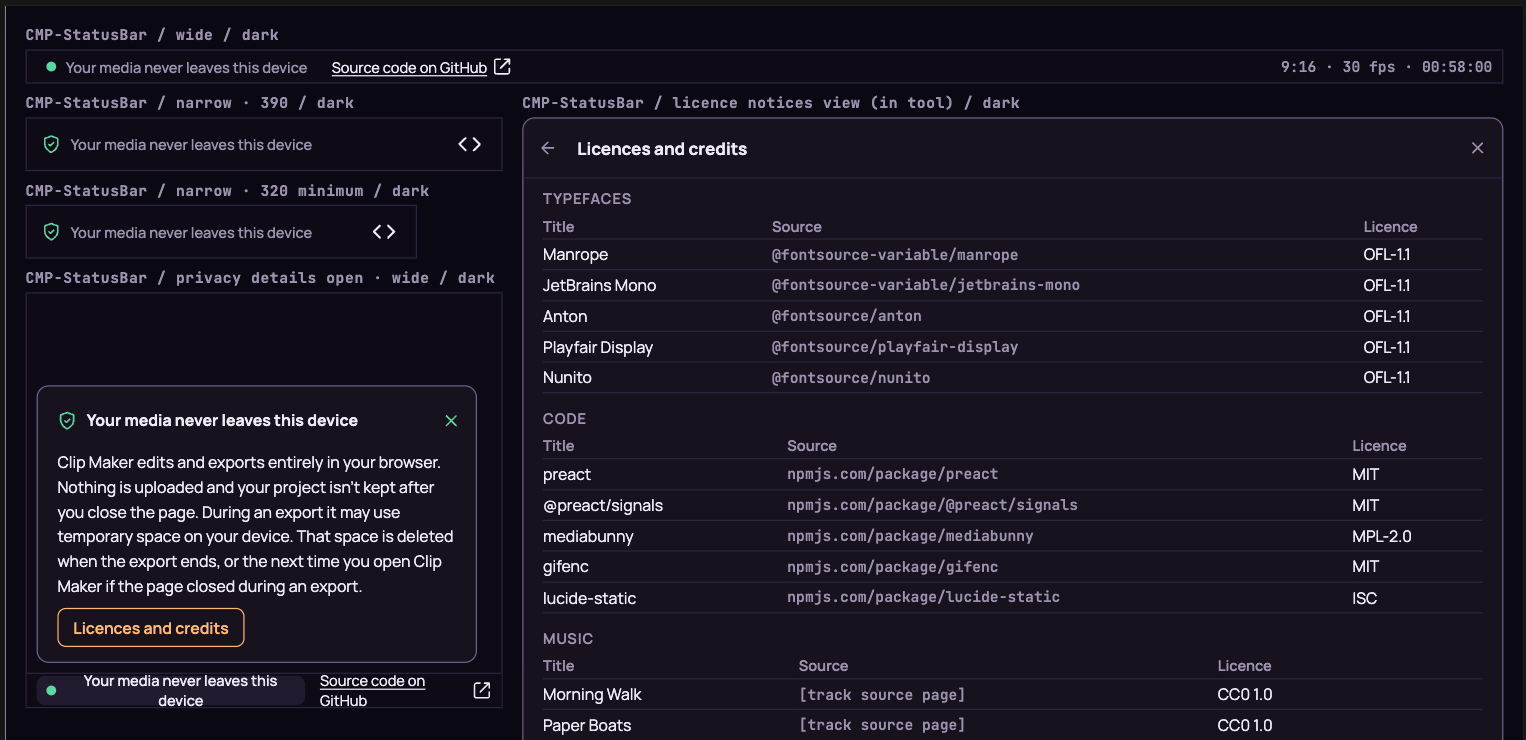 CMP-StatusBar / wide / dark
Your media never leaves this device Source code on GitHub 9:16 · 30 fps · 00:58:00
CMP-StatusBar / narrow · 390 / dark
Your media never leaves this device
CMP-StatusBar / narrow · 320 minimum / dark
Your media never leaves this device
CMP-StatusBar / privacy details open · wide / dark
Your media never leaves this device
Clip Maker edits and exports entirely in your browser.
Nothing is uploaded and your project isn't kept after
you close the page. During an export it may use
temporary space on your device. That space is deleted
when the export ends, or the next time you open Clip
Maker if the page closed during an export.
Licences and credits
Your media never leaves this
device
Source code on
GitHub
CMP-StatusBar / licence notices view (in tool) / dark
Licences and credits
TYPEFACES
Title Source Licence
Manrope @fontsource-variable/manrope OFL-1.1
JetBrains Mono @fontsource-variable/jetbrains-mono OFL-1.1
Anton @fontsource/anton OFL-1.1
Playfair Display @fontsource/playfair-display OFL-1.1
Nunito @fontsource/nunito OFL-1.1
CODE
Title Source Licence
preact npmjs.com/package/preact MIT
@preact/signals npmjs.com/package/@preact/signals MIT
mediabunny npmjs.com/package/mediabunny MPL-2.0
gifenc npmjs.com/package/gifenc MIT
lucide-static npmjs.com/package/lucide-static ISC
MUSIC
Title Source Licence
Morning Walk [track source page] CC0 1.0
Paper Boats [track source page] CC0 1.0